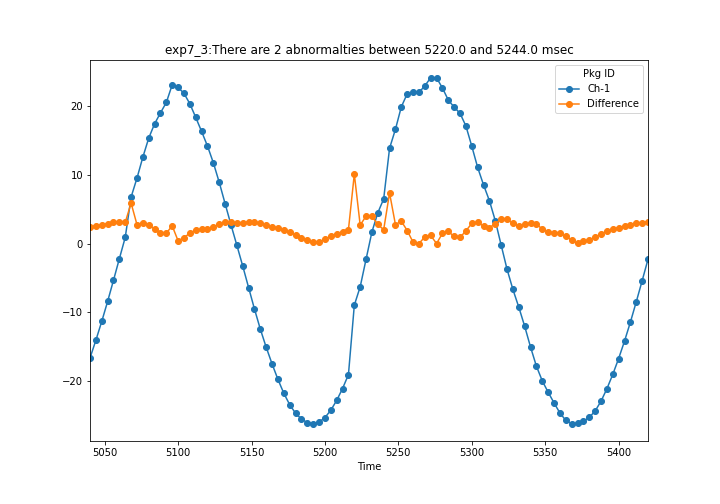 exp7_3:There are 2 abnormalties between 5220.0 and 5244.0 msec
Pkg ID
Ch-1
Difference
20
10
0
−10
−20
5050 5100 5150 5200 5250 5300 5350 5400
Time